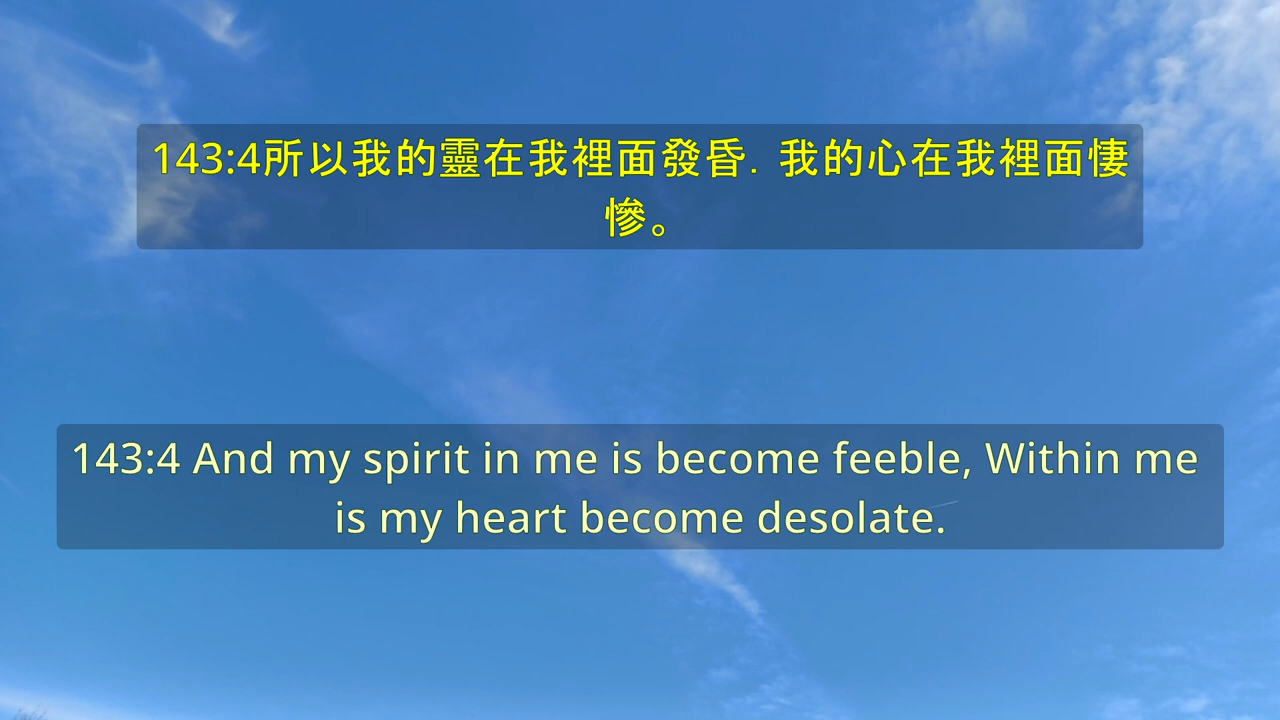 143:4所以我的靈在我裡面發昏．我的心在我裡面悽
慘。
143:4 And my spirit in me is become feeble, Within me
is my heart become desolate.